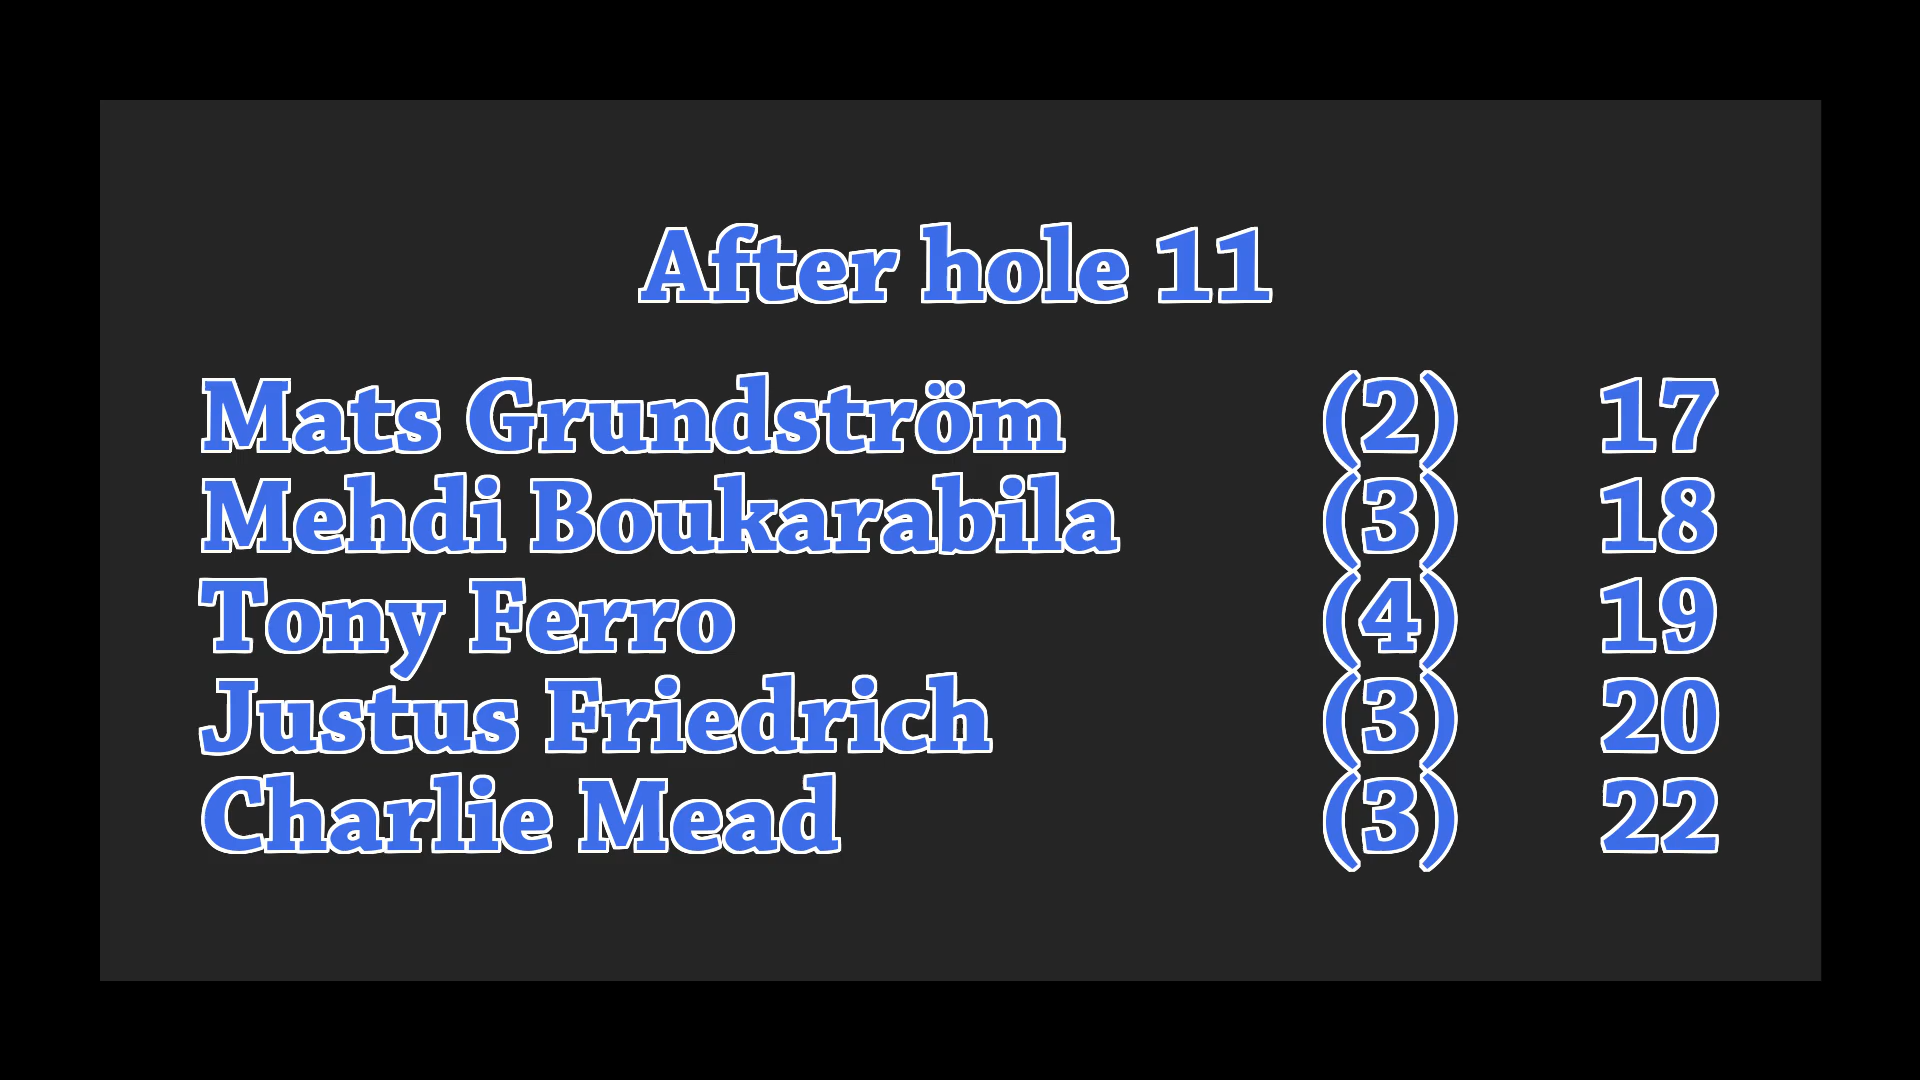 After hole 11
Mats Grundström (2) 17
Mehdi Boukarabila (3) 18
Tony Ferro (4) 19
Justus Friedrich (3) 20
Charlie Mead (3) 22